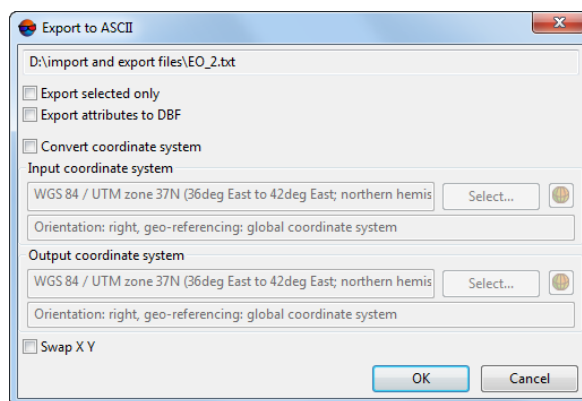 Export to ASCII
D:\import and export files\EO_2.txt
Export selected only
Export attributes to DBF
Convert coordinate system
Input coordinate system
WGS 84 / UTM zone 37N (36deg East to 42deg East; northern hemis
Select...
Orientation: right, geo-referencing: global coordinate system
Output coordinate system
WGS 84 / UTM zone 37N (36deg East to 42deg East; northern hemis
Select...
Orientation: right, geo-referencing: global coordinate system
Swap X Y
OK
Cancel